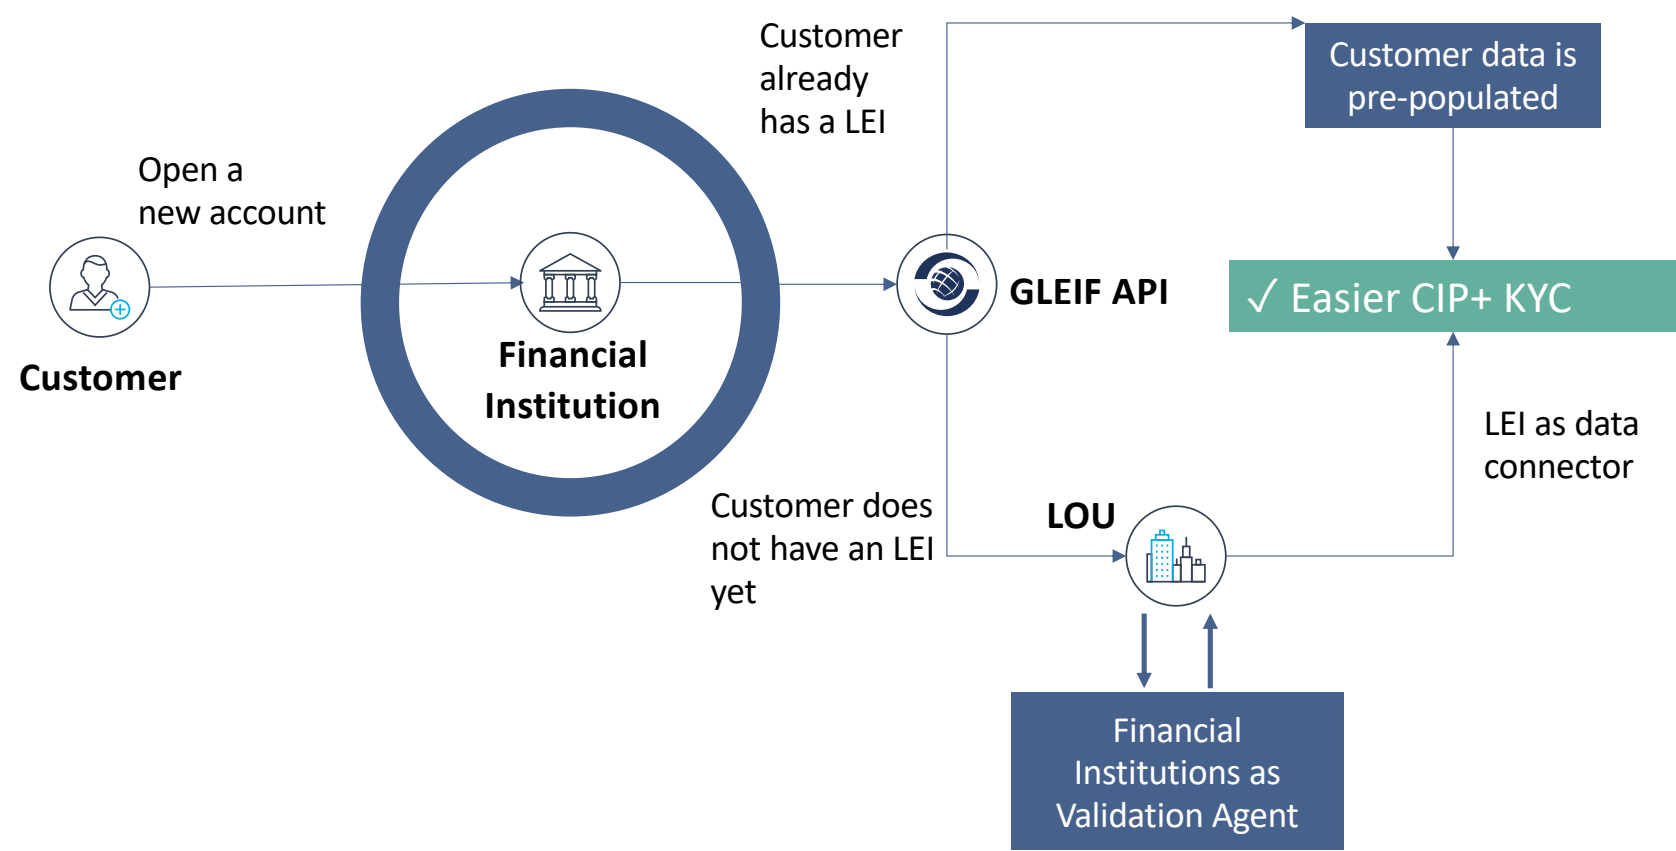 Customer
already
has a LEI
Customer data is
pre-populated
Open a
new account
GLEIF API
✓ Easier CIP+ KYC
Customer
Financial
Institution
LEI as data
connector
Customer does
not have an LEI
yet
LOU
Financial
Institutions as
Validation Agent